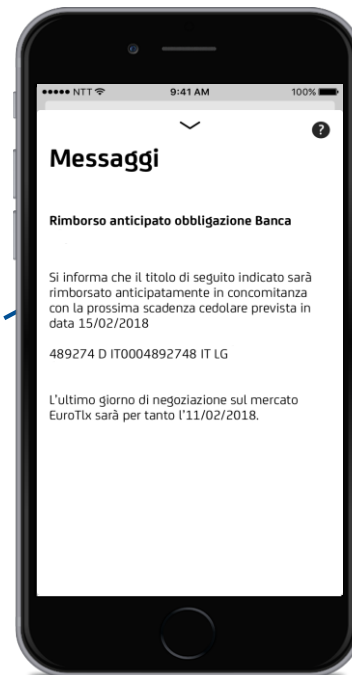 NTT
9:41 AM
100%
?
Messaggi
Rimborso anticipato obbligazione Banca
Si informa che il titolo di seguito indicato sarà
rimborsato anticipatamente in concomitanza
con la prossima scadenza cedolare prevista in
data 15/02/2018
489274 D IT0004892748 IT LG
L'ultimo giorno di negoziazione sul mercato
EuroTlx sarà per tanto l'11/02/2018.